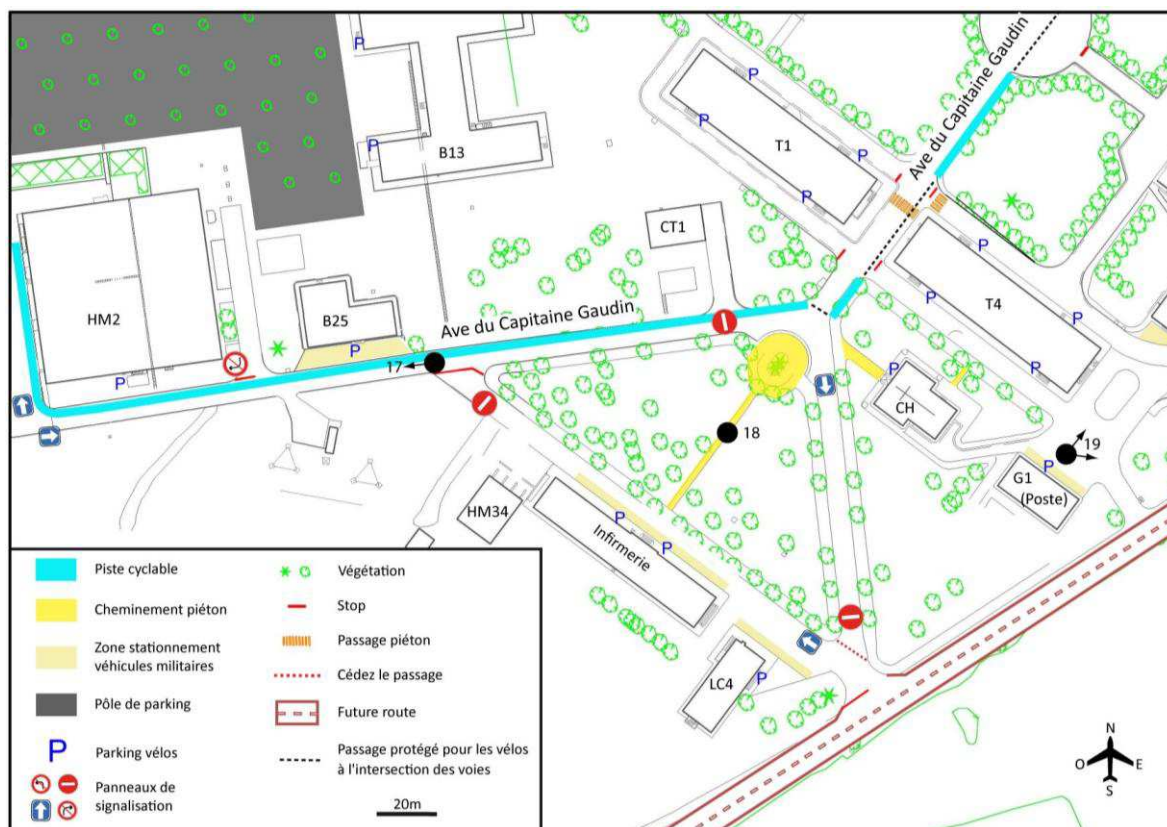 P
Ave du Capitaine Gaudin
P
B13
P
P
T1
P
P
P
CT1
P
HM2
B25
P
Ave du Capitaine Gaudin
P
T4
P
P
17
P
P
CH
18
19
P
G1
(Poste)
HM34
P
Infirmerie
P
P
LC4
P
Piste cyclable
Cheminement piéton
Zone stationnement
véhicules militaires
Pôle de parking
P
Parking vélos
Panneaux de
signalisation
Végétation
Stop
Passage piéton
Cédez le passage
Future route
Passage protégé pour les vélos
à l'intersection des voies
20m
N
O
E
S